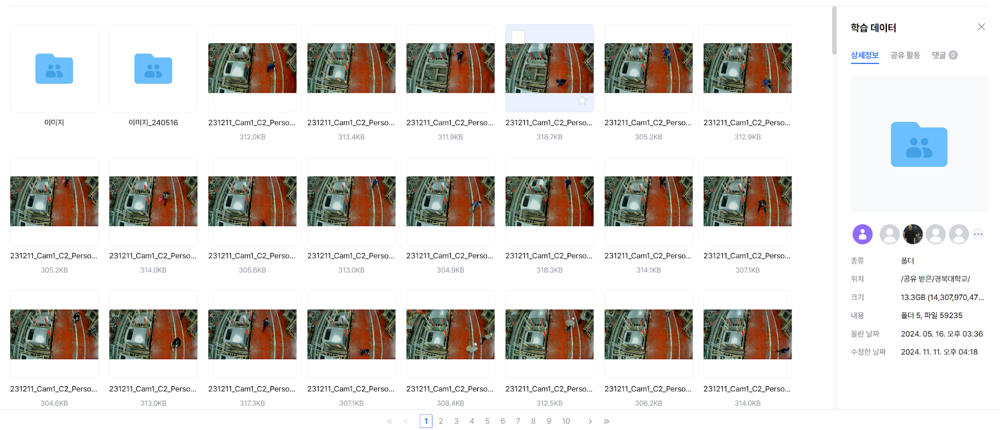 이미지
이미지_240516
231211_Cam1_C2_Perso...
312.0KB
231211_Cam1_C2_Perso...
313.4KB
231211_Cam1_C2_Perso...
311.9KB
231211_Cam1_C2_Perso...
318.7KB
231211_Cam1_C2_Perso...
305.2KB
231211_Cam1_C2_Perso...
312.9KB
231211_Cam1_C2_Perso...
305.2KB
231211_Cam1_C2_Perso...
314.0KB
231211_Cam1_C2_Perso...
305.6KB
231211_Cam1_C2_Perso...
313.0KB
231211_Cam1_C2_Perso...
304.9KB
231211_Cam1_C2_Perso...
318.3KB
231211_Cam1_C2_Perso...
314.1KB
231211_Cam1_C2_Perso...
307.1KB
231211_Cam1_C2_Perso...
304.6KB
231211_Cam1_C2_Perso...
313.0KB
231211_Cam1_C2_Perso...
317.3KB
231211_Cam1_C2_Perso...
307.1KB
231211_Cam1_C2_Perso...
308.4KB
231211_Cam1_C2_Perso...
312.5KB
231211_Cam1_C2_Perso...
306.2KB
231211_Cam1_C2_Perso...
314.0KB
« ‹ 1 2 3 4 5 6 7 8 9 10 › »
학습 데이터
상세정보 공유 활동 댓글 0
종류 폴더
위치 /공유 받은/경북대학교/
크기 13.3GB (14,307,970,47...
내용 폴더 5, 파일 59235
올린 날짜 2024. 05. 16. 오후 03:36
수정한 날짜 2024. 11. 11. 오후 04:18